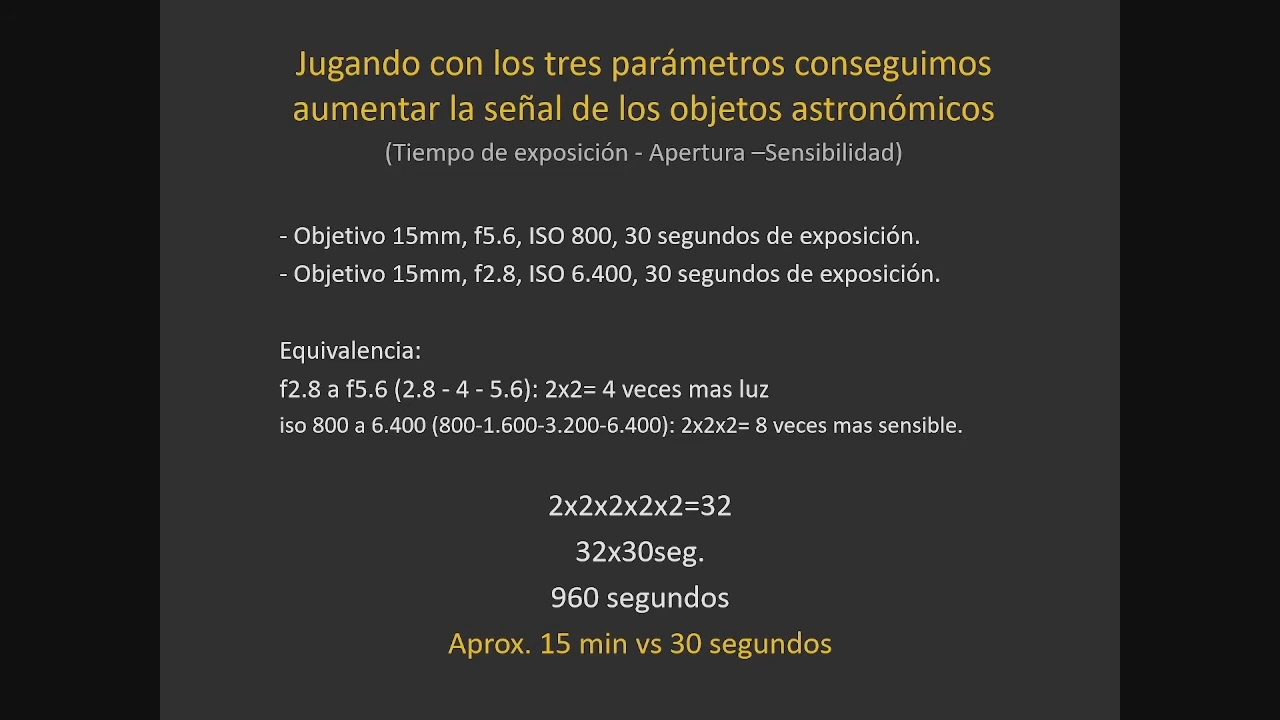 Jugando con los tres parámetros conseguimos
aumentar la señal de los objetos astronómicos
(Tiempo de exposición - Apertura –Sensibilidad)
- Objetivo 15mm, f5.6, ISO 800, 30 segundos de exposición.
- Objetivo 15mm, f2.8, ISO 6.400, 30 segundos de exposición.
Equivalencia:
f2.8 a f5.6 (2.8 - 4 - 5.6): 2x2= 4 veces mas luz
iso 800 a 6.400 (800-1.600-3.200-6.400): 2x2x2= 8 veces mas sensible.
2x2x2x2x2=32
32x30seg.
960 segundos
Aprox. 15 min vs 30 segundos